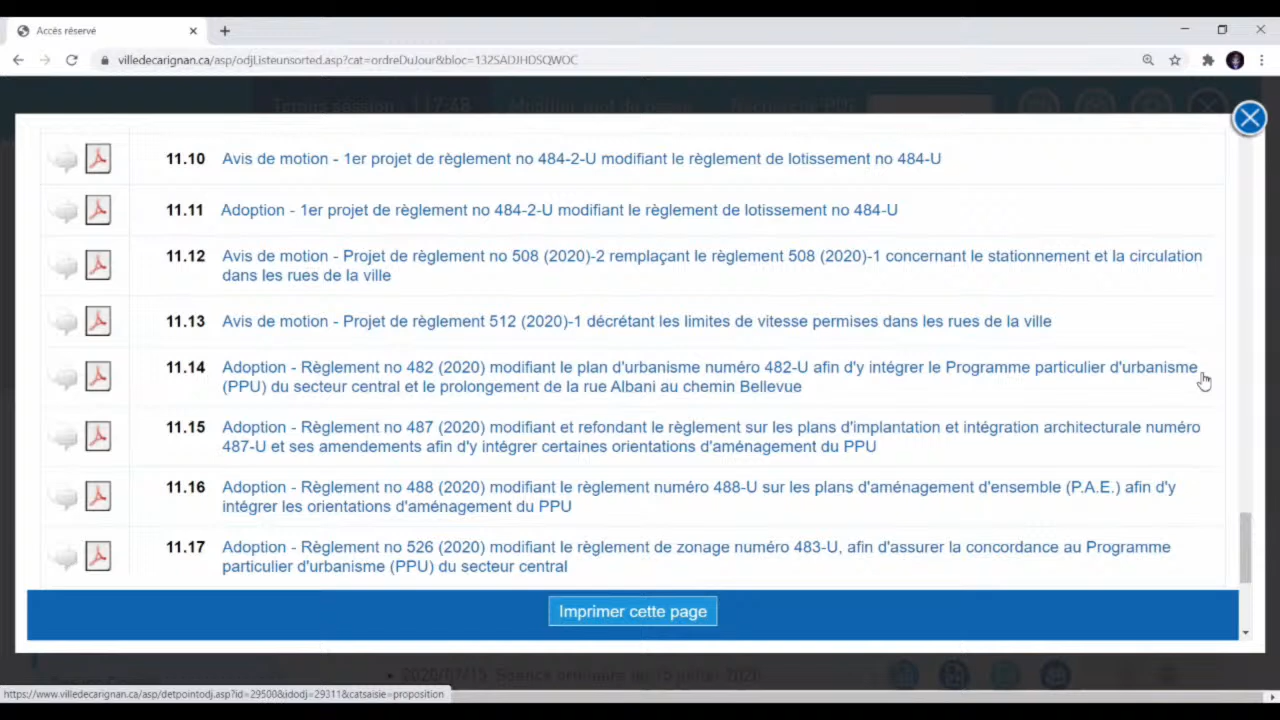 Accès réservé
villedecarignan.ca/asp/odjListeunsorted.asp?cat=ordreDuJour&bloc=132SADJHDSQWOC
11.10 Avis de motion - 1er projet de règlement no 484-2-U modifiant le règlement de lotissement no 484-U
11.11 Adoption - 1er projet de règlement no 484-2-U modifiant le règlement de lotissement no 484-U
11.12 Avis de motion - Projet de règlement no 508 (2020)-2 remplaçant le règlement 508 (2020)-1 concernant le stationnement et la circulation
dans les rues de la ville
11.13 Avis de motion - Projet de règlement 512 (2020)-1 décrétant les limites de vitesse permises dans les rues de la ville
11.14 Adoption - Règlement no 482 (2020) modifiant le plan d'urbanisme numéro 482-U afin d'y intégrer le Programme particulier d'urbanisme
(PPU) du secteur central et le prolongement de la rue Albani au chemin Bellevue
11.15 Adoption - Règlement no 487 (2020) modifiant et refondant le règlement sur les plans d'implantation et intégration architecturale numéro
487-U et ses amendements afin d'y intégrer certaines orientations d'aménagement du PPU
11.16 Adoption - Règlement no 488 (2020) modifiant le règlement numéro 488-U sur les plans d'aménagement d'ensemble (P.A.E.) afin d'y
intégrer les orientations d'aménagement du PPU
11.17 Adoption - Règlement no 526 (2020) modifiant le règlement de zonage numéro 483-U, afin d'assurer la concordance au Programme
particulier d'urbanisme (PPU) du secteur central
Imprimer cette page
2020/07/15 Séance ordinaire du 15 juillet 2020
https://www.villedecarignan.ca/asp/detpointodj.asp?id=29500&idodj=29311&catsaisie=proposition